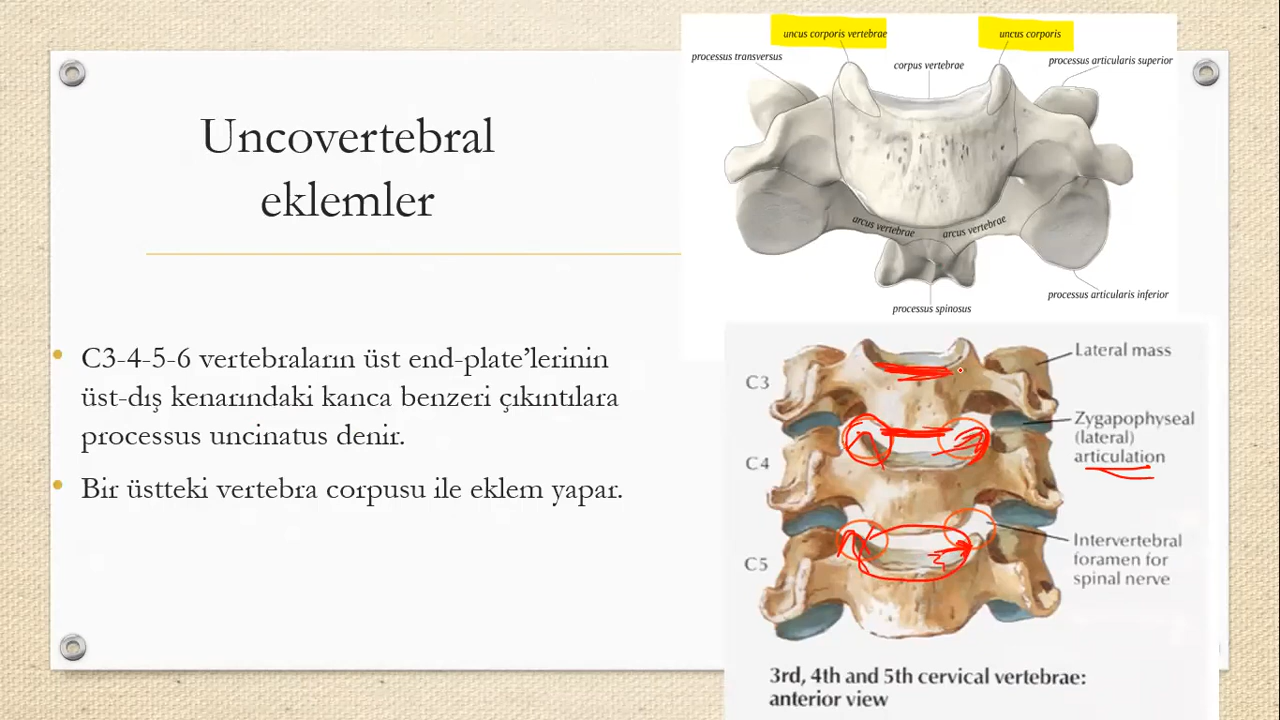 Uncovertebral
eklemler
C3-4-5-6 vertebraların üst end-plate’lerinin
üst-dış kenarındaki kanca benzeri çıkıntılara
processus uncinatus denir.
Bir üstteki vertebra corpusu ile eklem yapar.
uncus corporis vertebrae
uncus corporis
processus transversus
corpus vertebrae
processus articularis superior
arcus vertebrae
arcus vertebrae
processus articularis inferior
processus spinosus
Lateral mass
C3
Zygapophyseal
(lateral)
articulation
C4
Intervertebral
foramen for
spinal nerve
C5
3rd, 4th and 5th cervical vertebrae:
anterior view